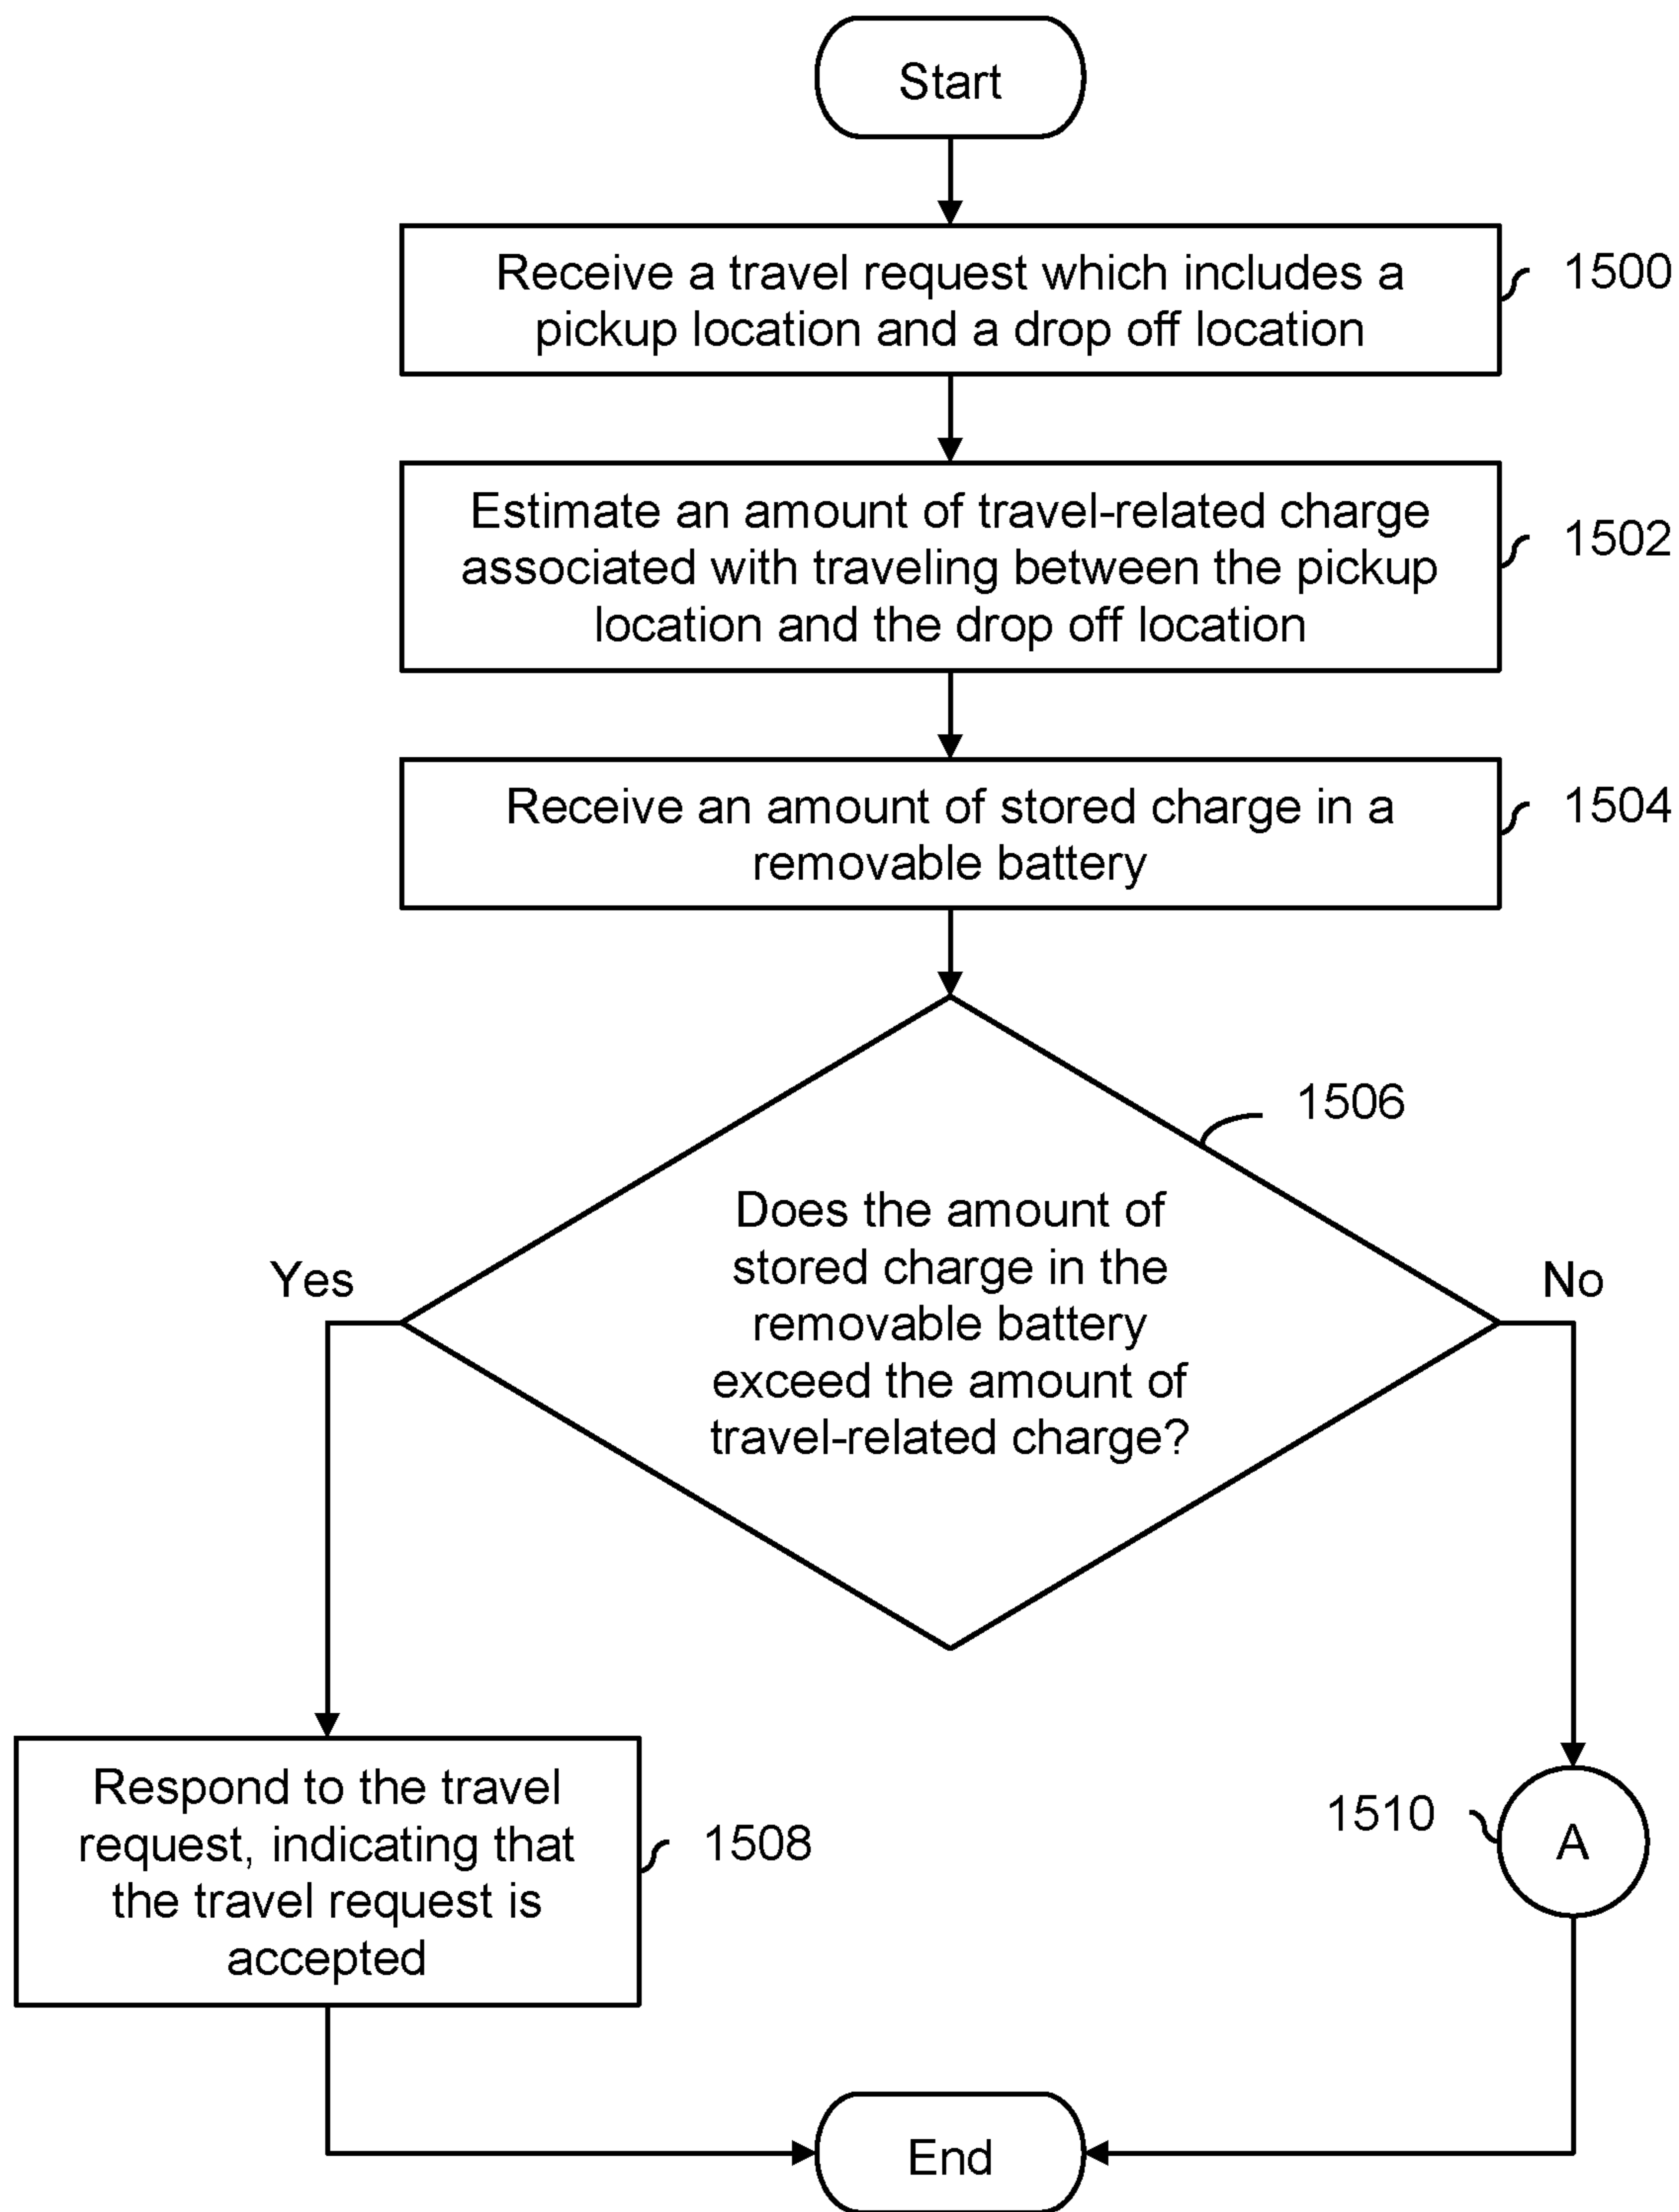 Start
Receive a travel request which includes a
pickup location and a drop off location
1500
Estimate an amount of travel-related charge
associated with traveling between the pickup
location and the drop off location
1502
Receive an amount of stored charge in a
removable battery
1504
1506
Does the amount of
stored charge in the
removable battery
exceed the amount of
travel-related charge?
Yes
No
Respond to the travel
request, indicating that
the travel request is
accepted
1508
1510
A
End